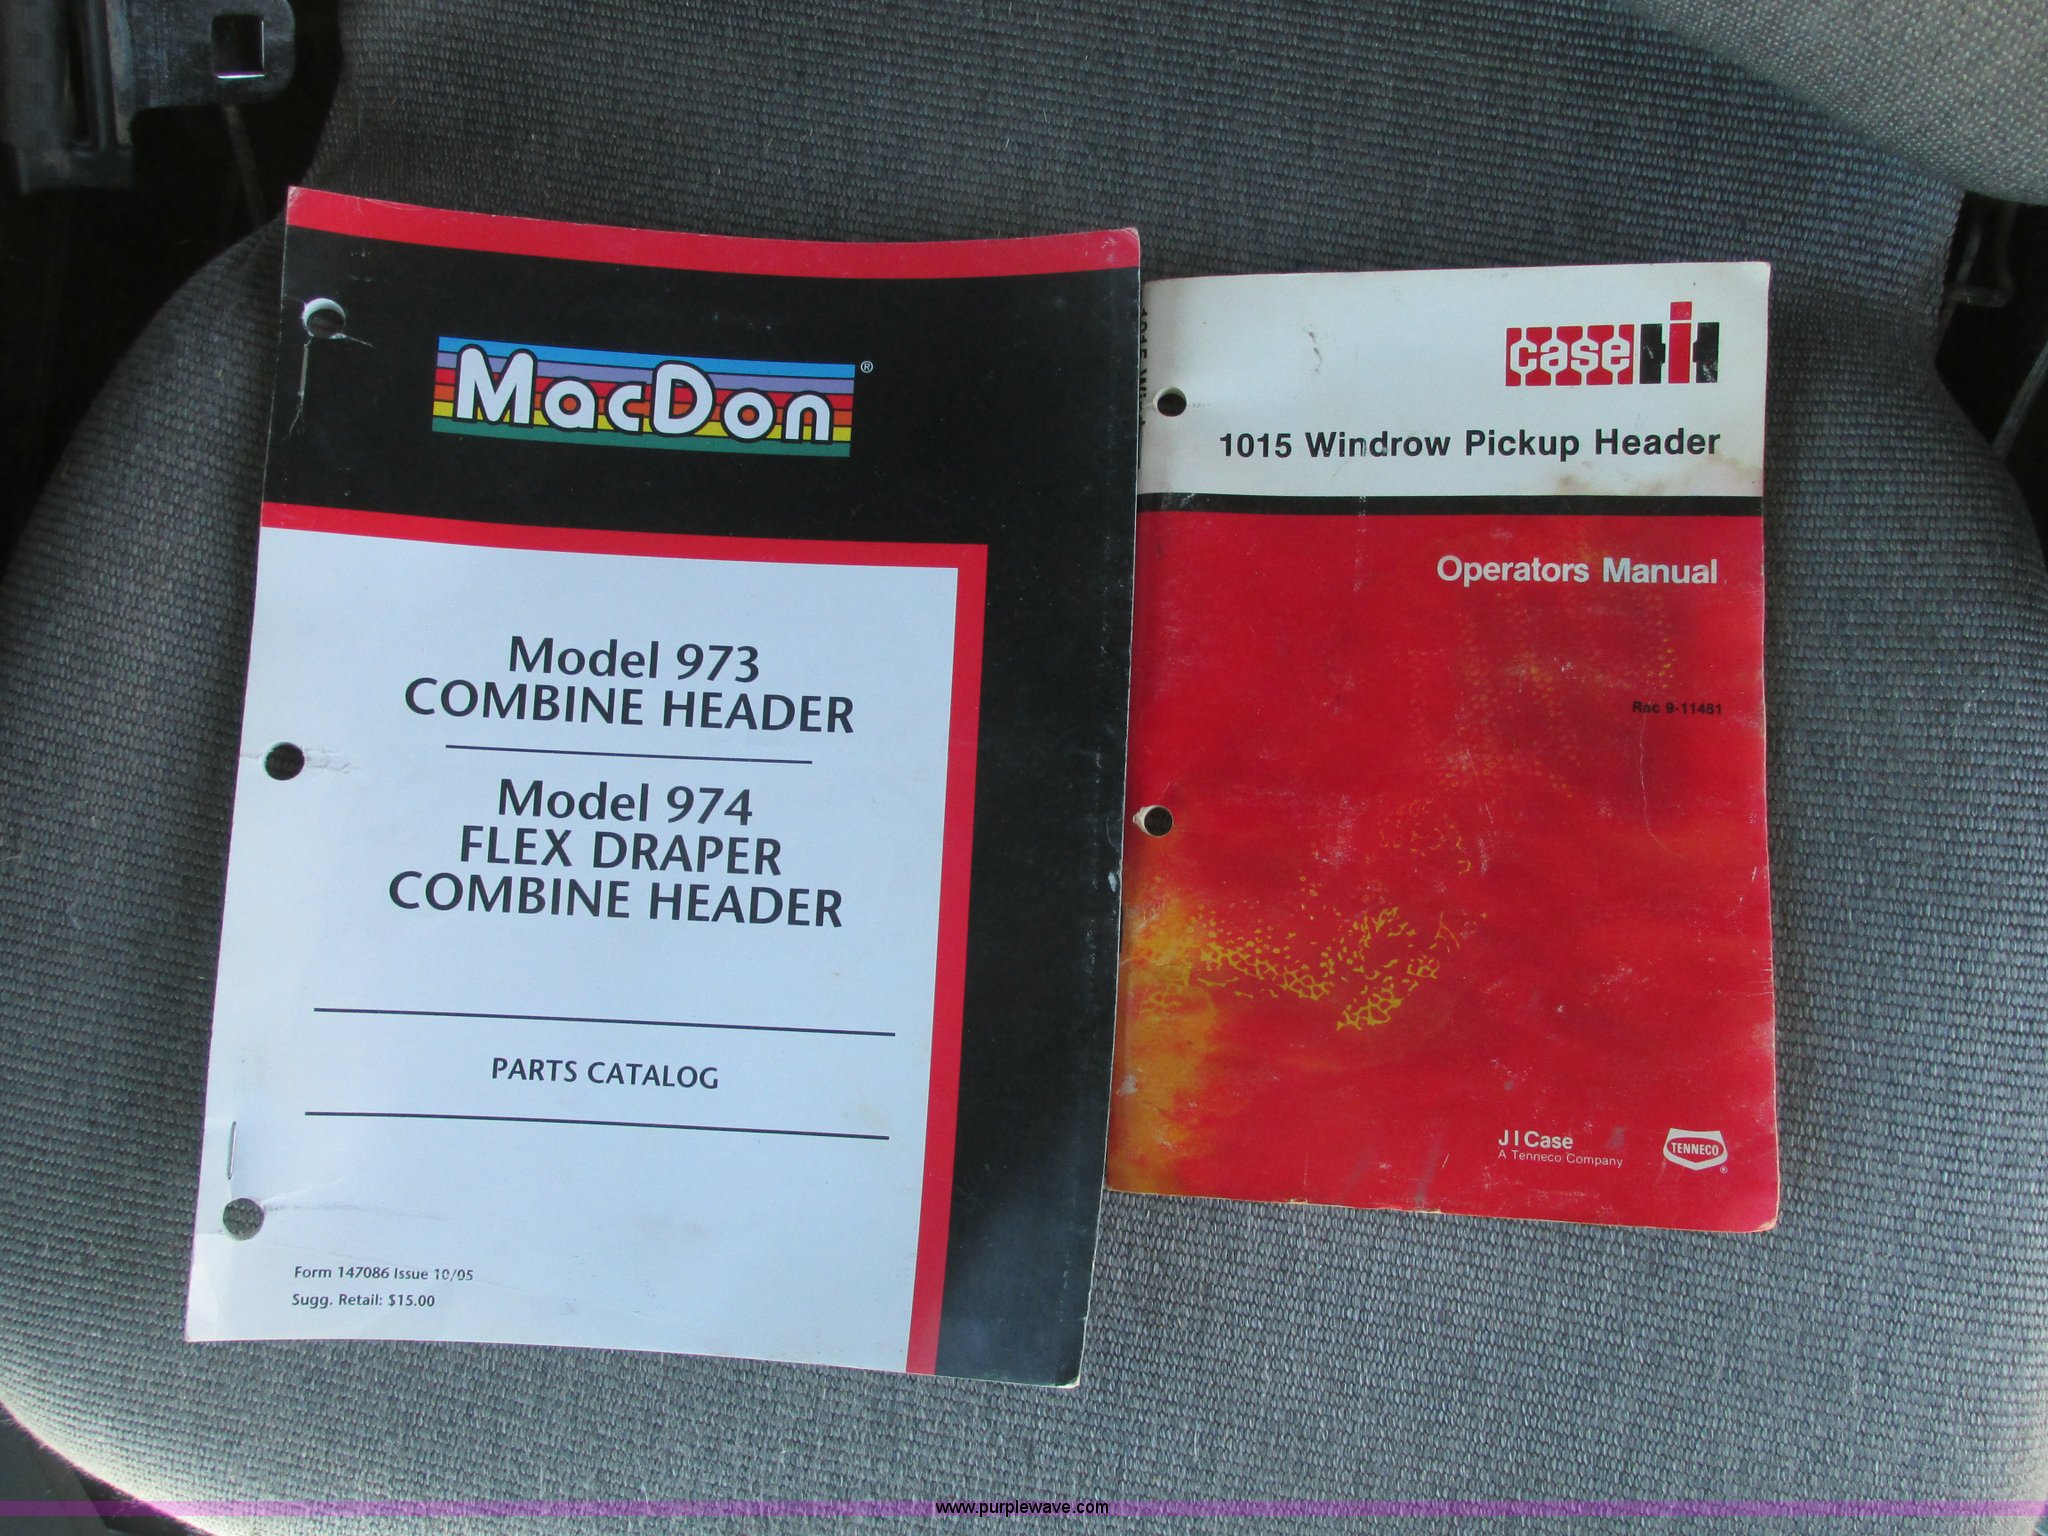 MacDon®
Model 973
COMBINE HEADER
Model 974
FLEX DRAPER
COMBINE HEADER
PARTS CATALOG
Form 147086 Issue 10/05
Sugg. Retail: $15.00
case IH
1015 Windrow Pickup Header
Operators Manual
Rac 9-11481
J I Case
A Tenneco Company
TENNECO®
www.purplewave.com